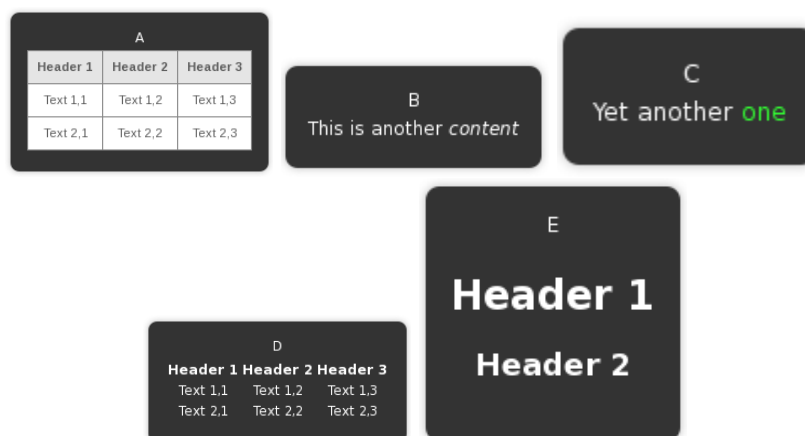 A
Header 1 Header 2 Header 3
Text 1,1 Text 1,2 Text 1,3
Text 2,1 Text 2,2 Text 2,3
B
This is another content
C
Yet another one
D
Header 1 Header 2 Header 3
Text 1,1 Text 1,2 Text 1,3
Text 2,1 Text 2,2 Text 2,3
E
Header 1
Header 2